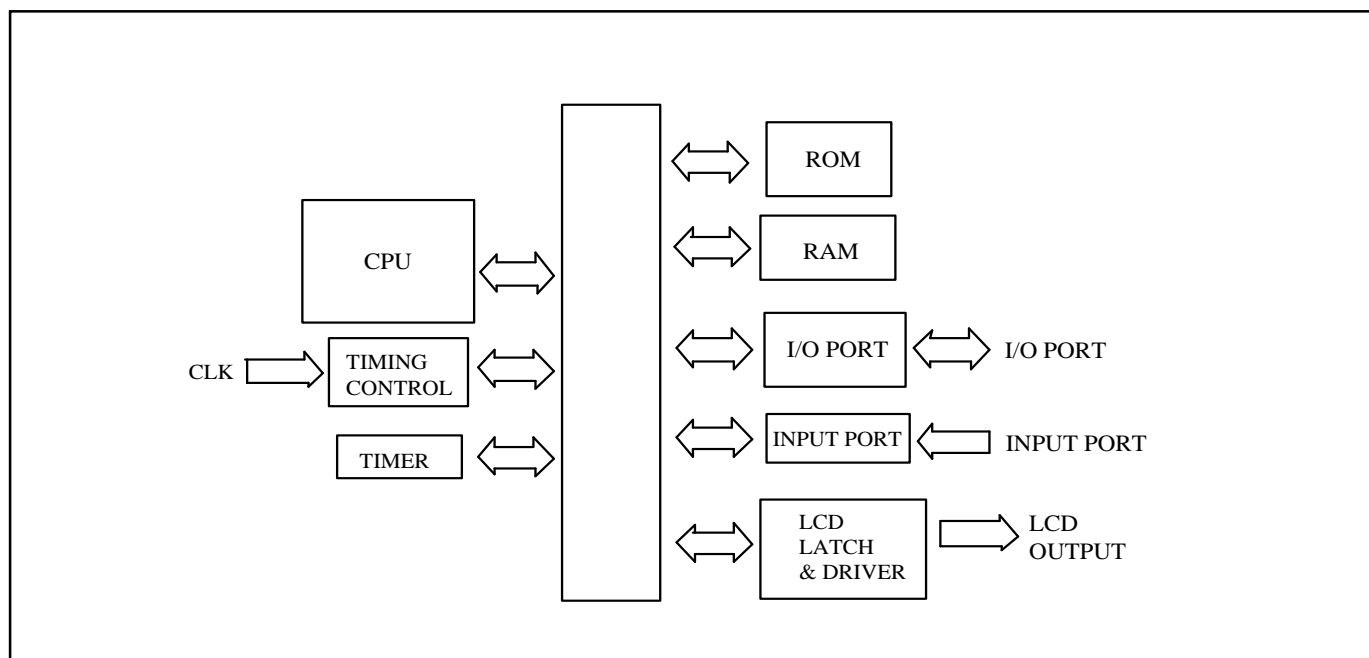 ROM
CPU
RAM
CLK
TIMING
CONTROL
I/O PORT
I/O PORT
TIMER
INPUT PORT
INPUT PORT
LCD
LATCH
& DRIVER
LCD
OUTPUT